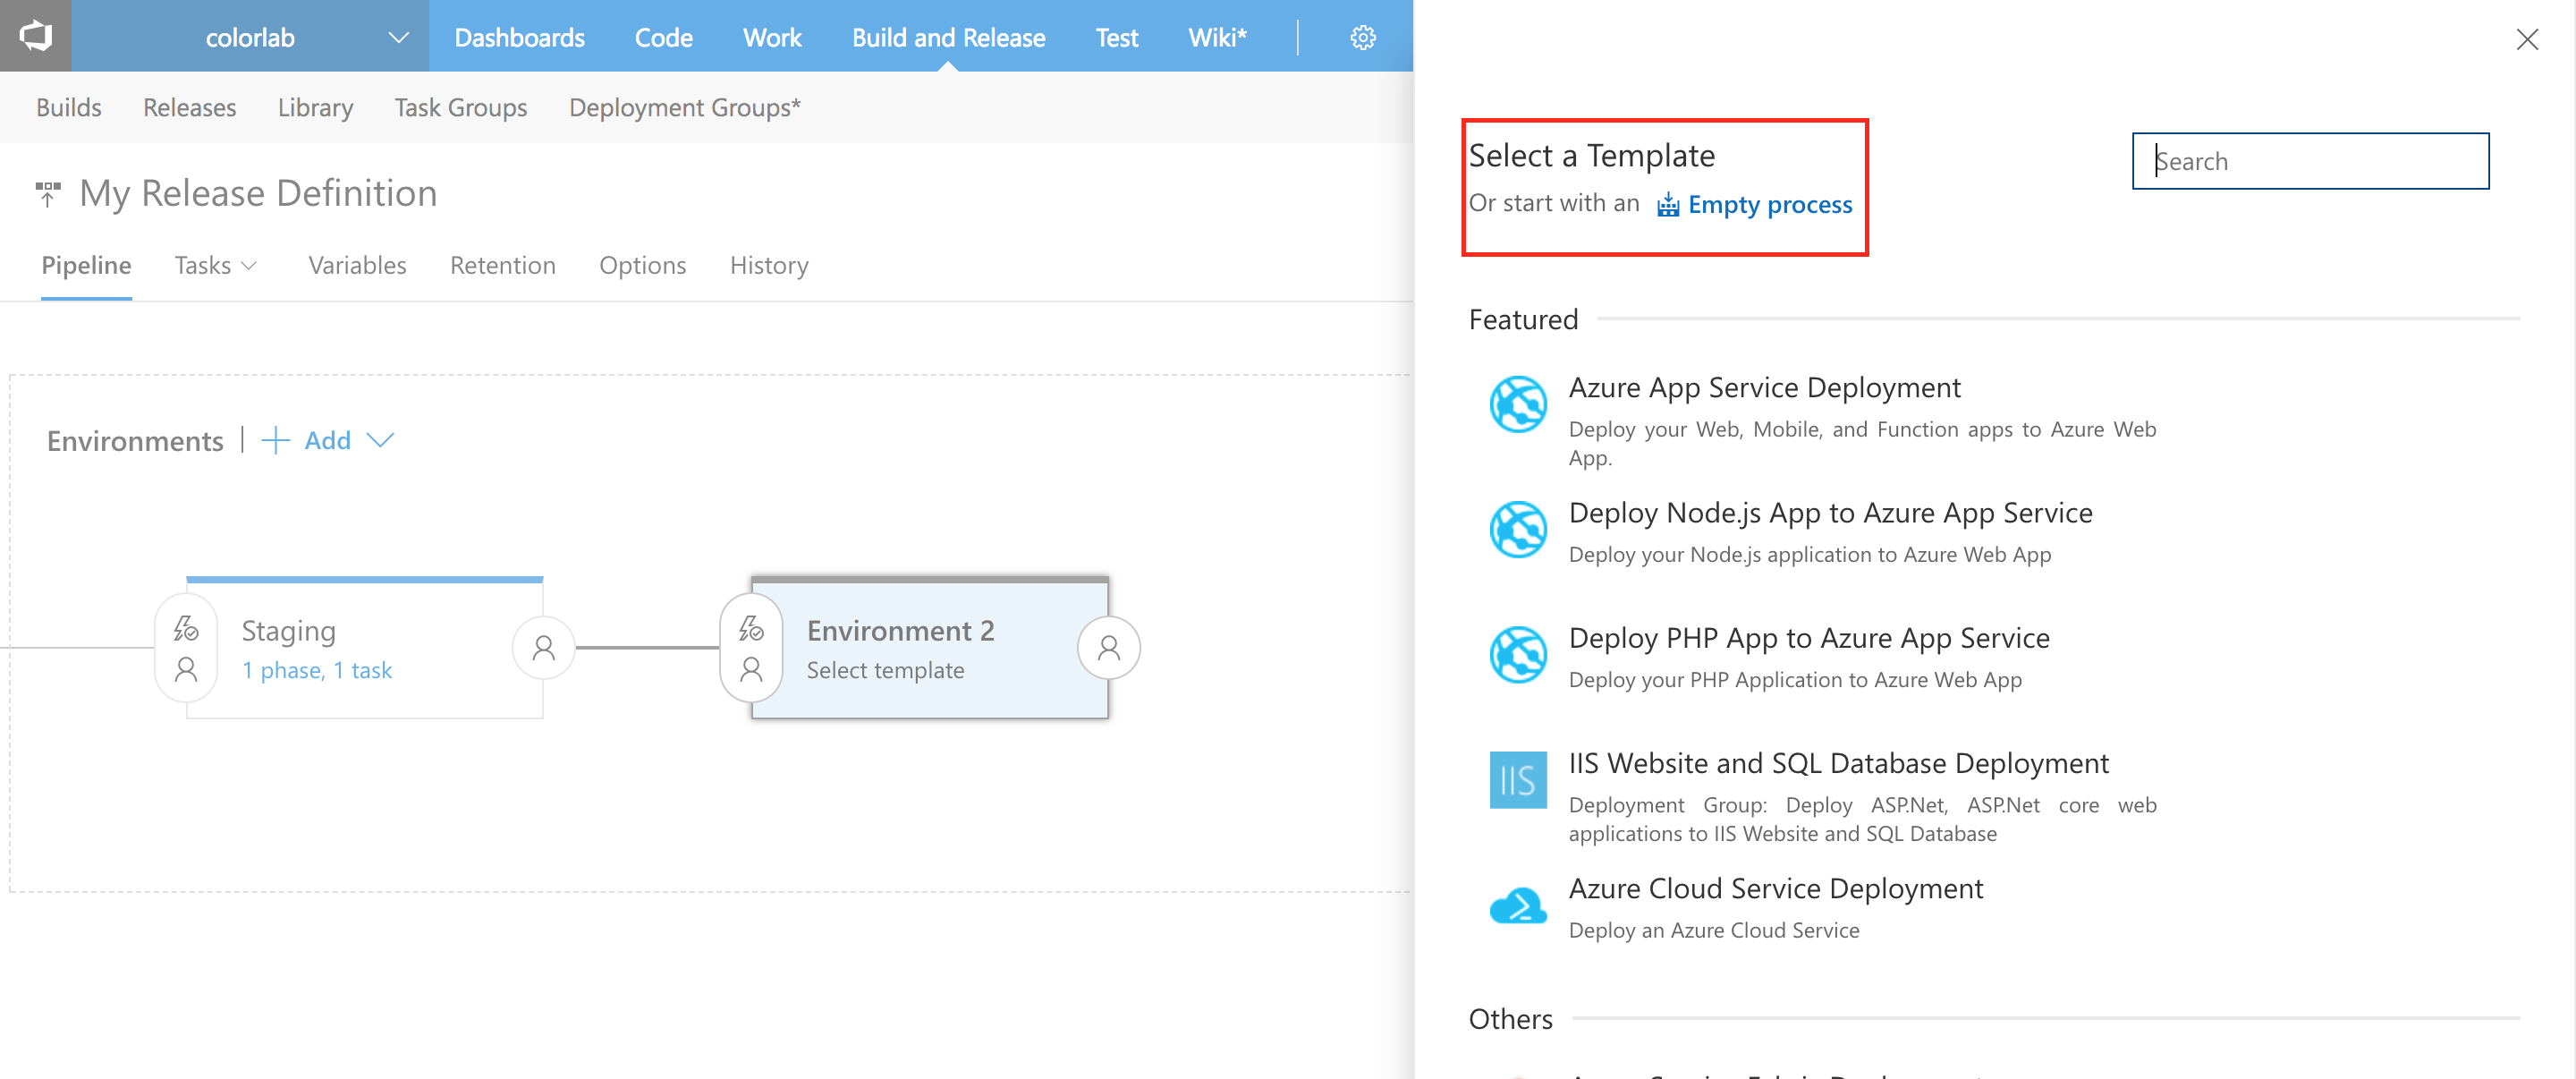 colorlab
Dashboards
Code
Work
Build and Release
Test
Wiki*
Builds
Releases
Library
Task Groups
Deployment Groups*
My Release Definition
Pipeline
Tasks
Variables
Retention
Options
History
Environments
Add
Staging
1 phase, 1 task
Environment 2
Select template
Select a Template
Or start with an Empty process
Search
Featured
Azure App Service Deployment
Deploy your Web, Mobile, and Function apps to Azure Web
App.
Deploy Node.js App to Azure App Service
Deploy your Node.js application to Azure Web App
Deploy PHP App to Azure App Service
Deploy your PHP Application to Azure Web App
IIS
IIS Website and SQL Database Deployment
Deployment Group: Deploy ASP.Net, ASP.Net core web
applications to IIS Website and SQL Database
Azure Cloud Service Deployment
Deploy an Azure Cloud Service
Others